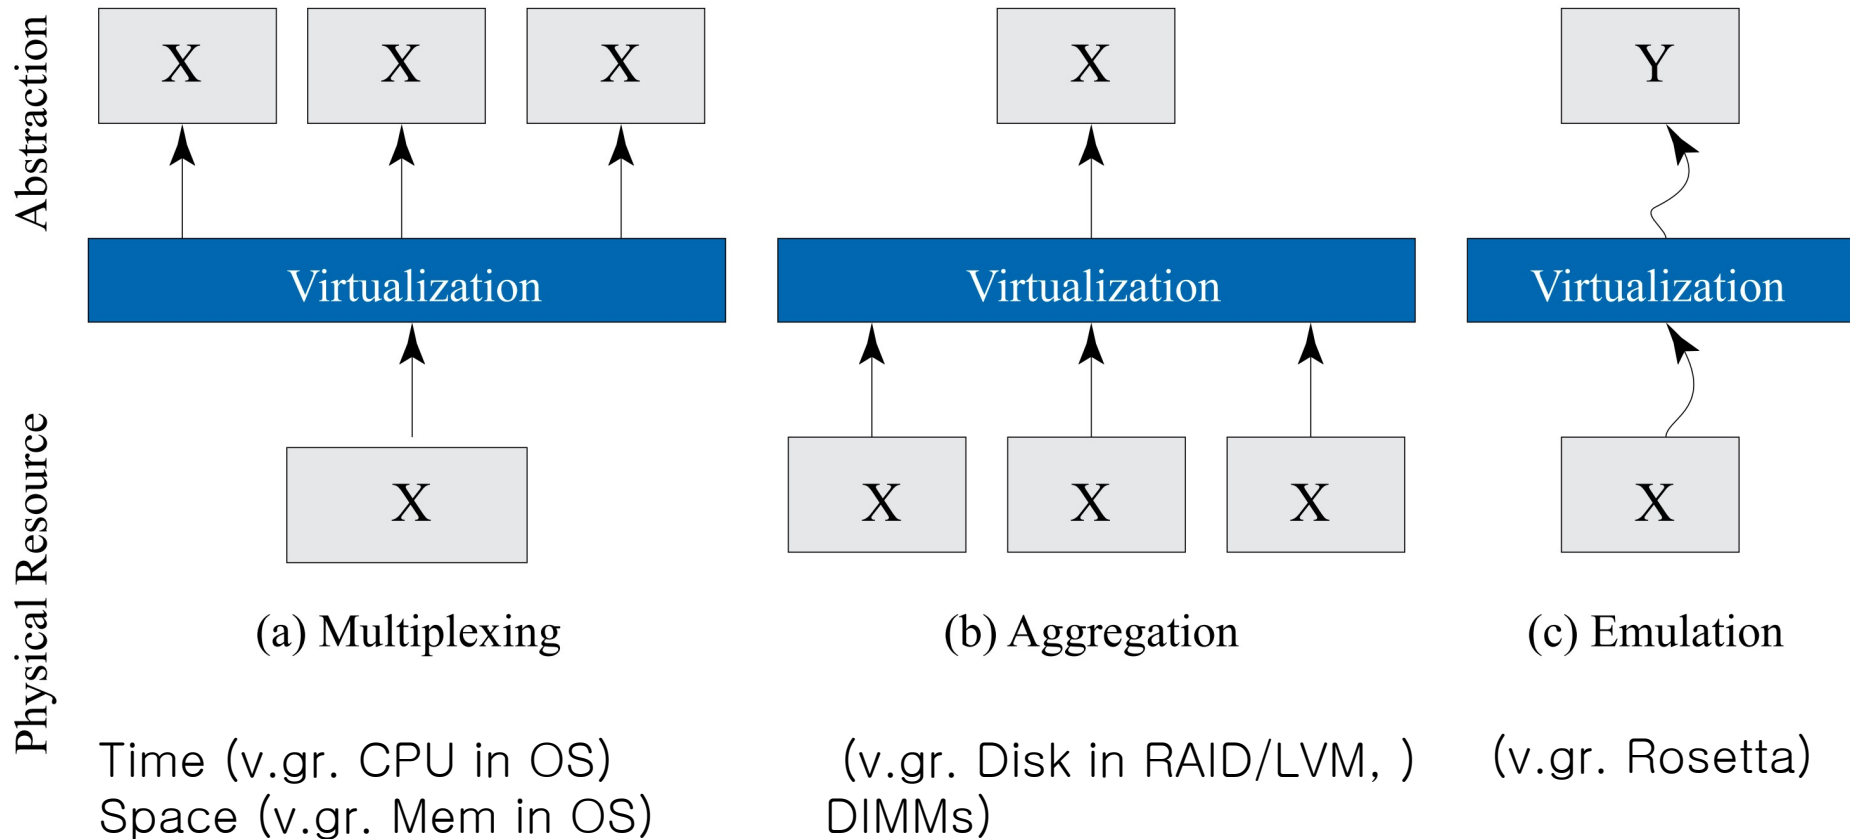 Abstraction
Physical Resource
X X X
Virtualization
X
(a) Multiplexing
Time (v.gr. CPU in OS)
Space (v.gr. Mem in OS)
X
Virtualization
X X X
(b) Aggregation
(v.gr. Disk in RAID/LVM, )
DIMMs)
Y
Virtualization
X
(c) Emulation
(v.gr. Rosetta)